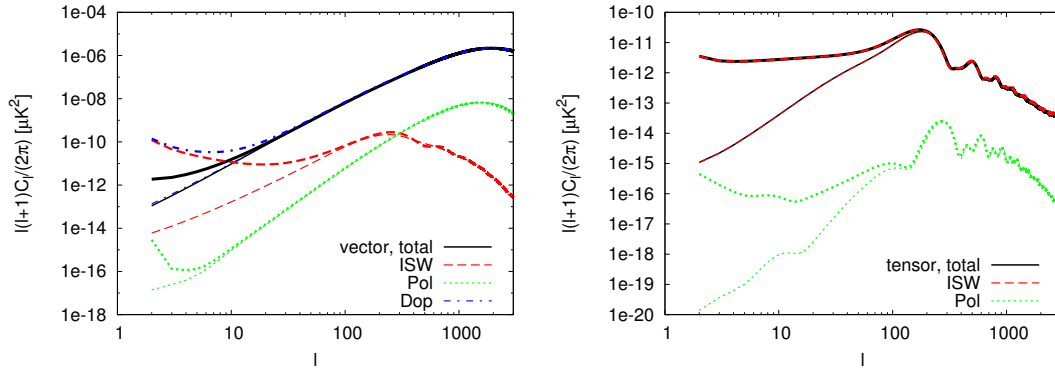 l(l+1)Cl/(2π) [μK²]
1e-04
1e-06
1e-08
1e-10
1e-12
1e-14
1e-16
1e-18
1
10
100
1000
l
vector, total
ISW
Pol
Dop
l(l+1)Cl/(2π) [μK²]
1e-10
1e-11
1e-12
1e-13
1e-14
1e-15
1e-16
1e-17
1e-18
1e-19
1e-20
1
10
100
1000
l
tensor, total
ISW
Pol